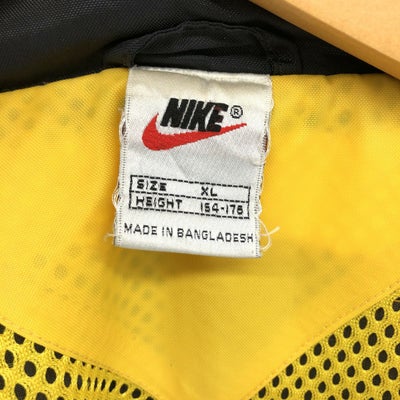 NIKE®
SIZE XL
HEIGHT 164-176
MADE IN BANGLADESH